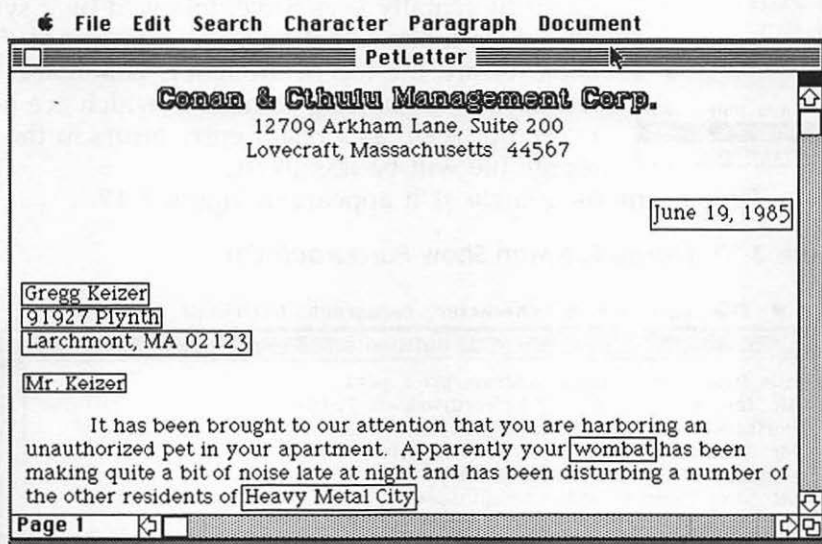 File Edit Search Character Paragraph Document
PetLetter
Conan & Cthulu Management Corp.
12709 Arkham Lane, Suite 200
Lovecraft, Massachusetts 44567
June 19, 1985
Gregg Keizer
91927 Plynth
Larchmont, MA 02123
Mr. Keizer
It has been brought to our attention that you are harboring an
unauthorized pet in your apartment. Apparently your wombat has been
making quite a bit of noise late at night and has been disturbing a number of
the other residents of Heavy Metal City.
Page 1